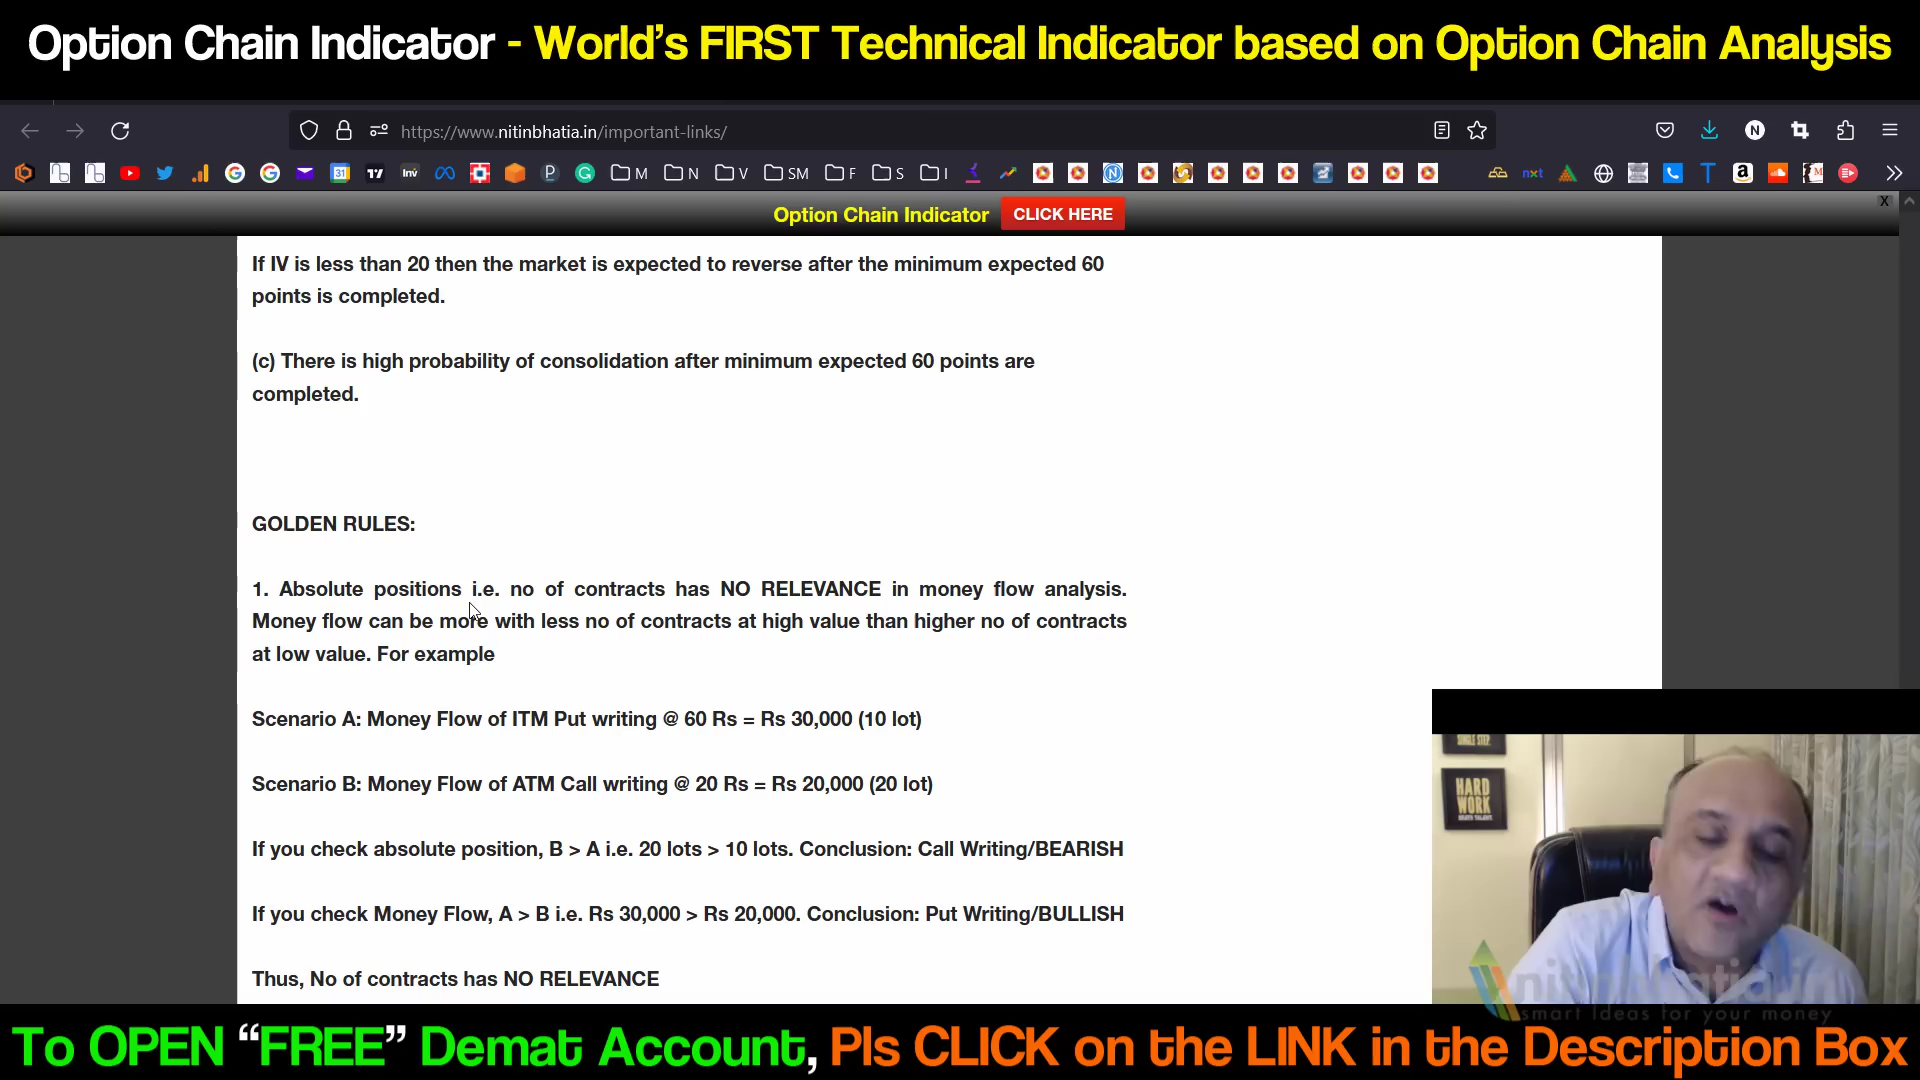 Option Chain Indicator - World's FIRST Technical Indicator based on Option Chain Analysis
https://www.nitinbhatia.in/important-links/
M N V SM F S I
Option Chain Indicator CLICK HERE X
If IV is less than 20 then the market is expected to reverse after the minimum expected 60
points is completed.
(c) There is high probability of consolidation after minimum expected 60 points are
completed.
GOLDEN RULES:
1. Absolute positions i.e. no of contracts has NO RELEVANCE in money flow analysis.
Money flow can be more with less no of contracts at high value than higher no of contracts
at low value. For example
Scenario A: Money Flow of ITM Put writing @ 60 Rs = Rs 30,000 (10 lot)
Scenario B: Money Flow of ATM Call writing @ 20 Rs = Rs 20,000 (20 lot)
If you check absolute position, B > A i.e. 20 lots > 10 lots. Conclusion: Call Writing/BEARISH
If you check Money Flow, A > B i.e. Rs 30,000 > Rs 20,000. Conclusion: Put Writing/BULLISH
Thus, No of contracts has NO RELEVANCE
SINGLE STEP
HARD
WORK
nitinbhatia.in
smart ideas for your money
To OPEN “FREE” Demat Account, Pls CLICK on the LINK in the Description Box